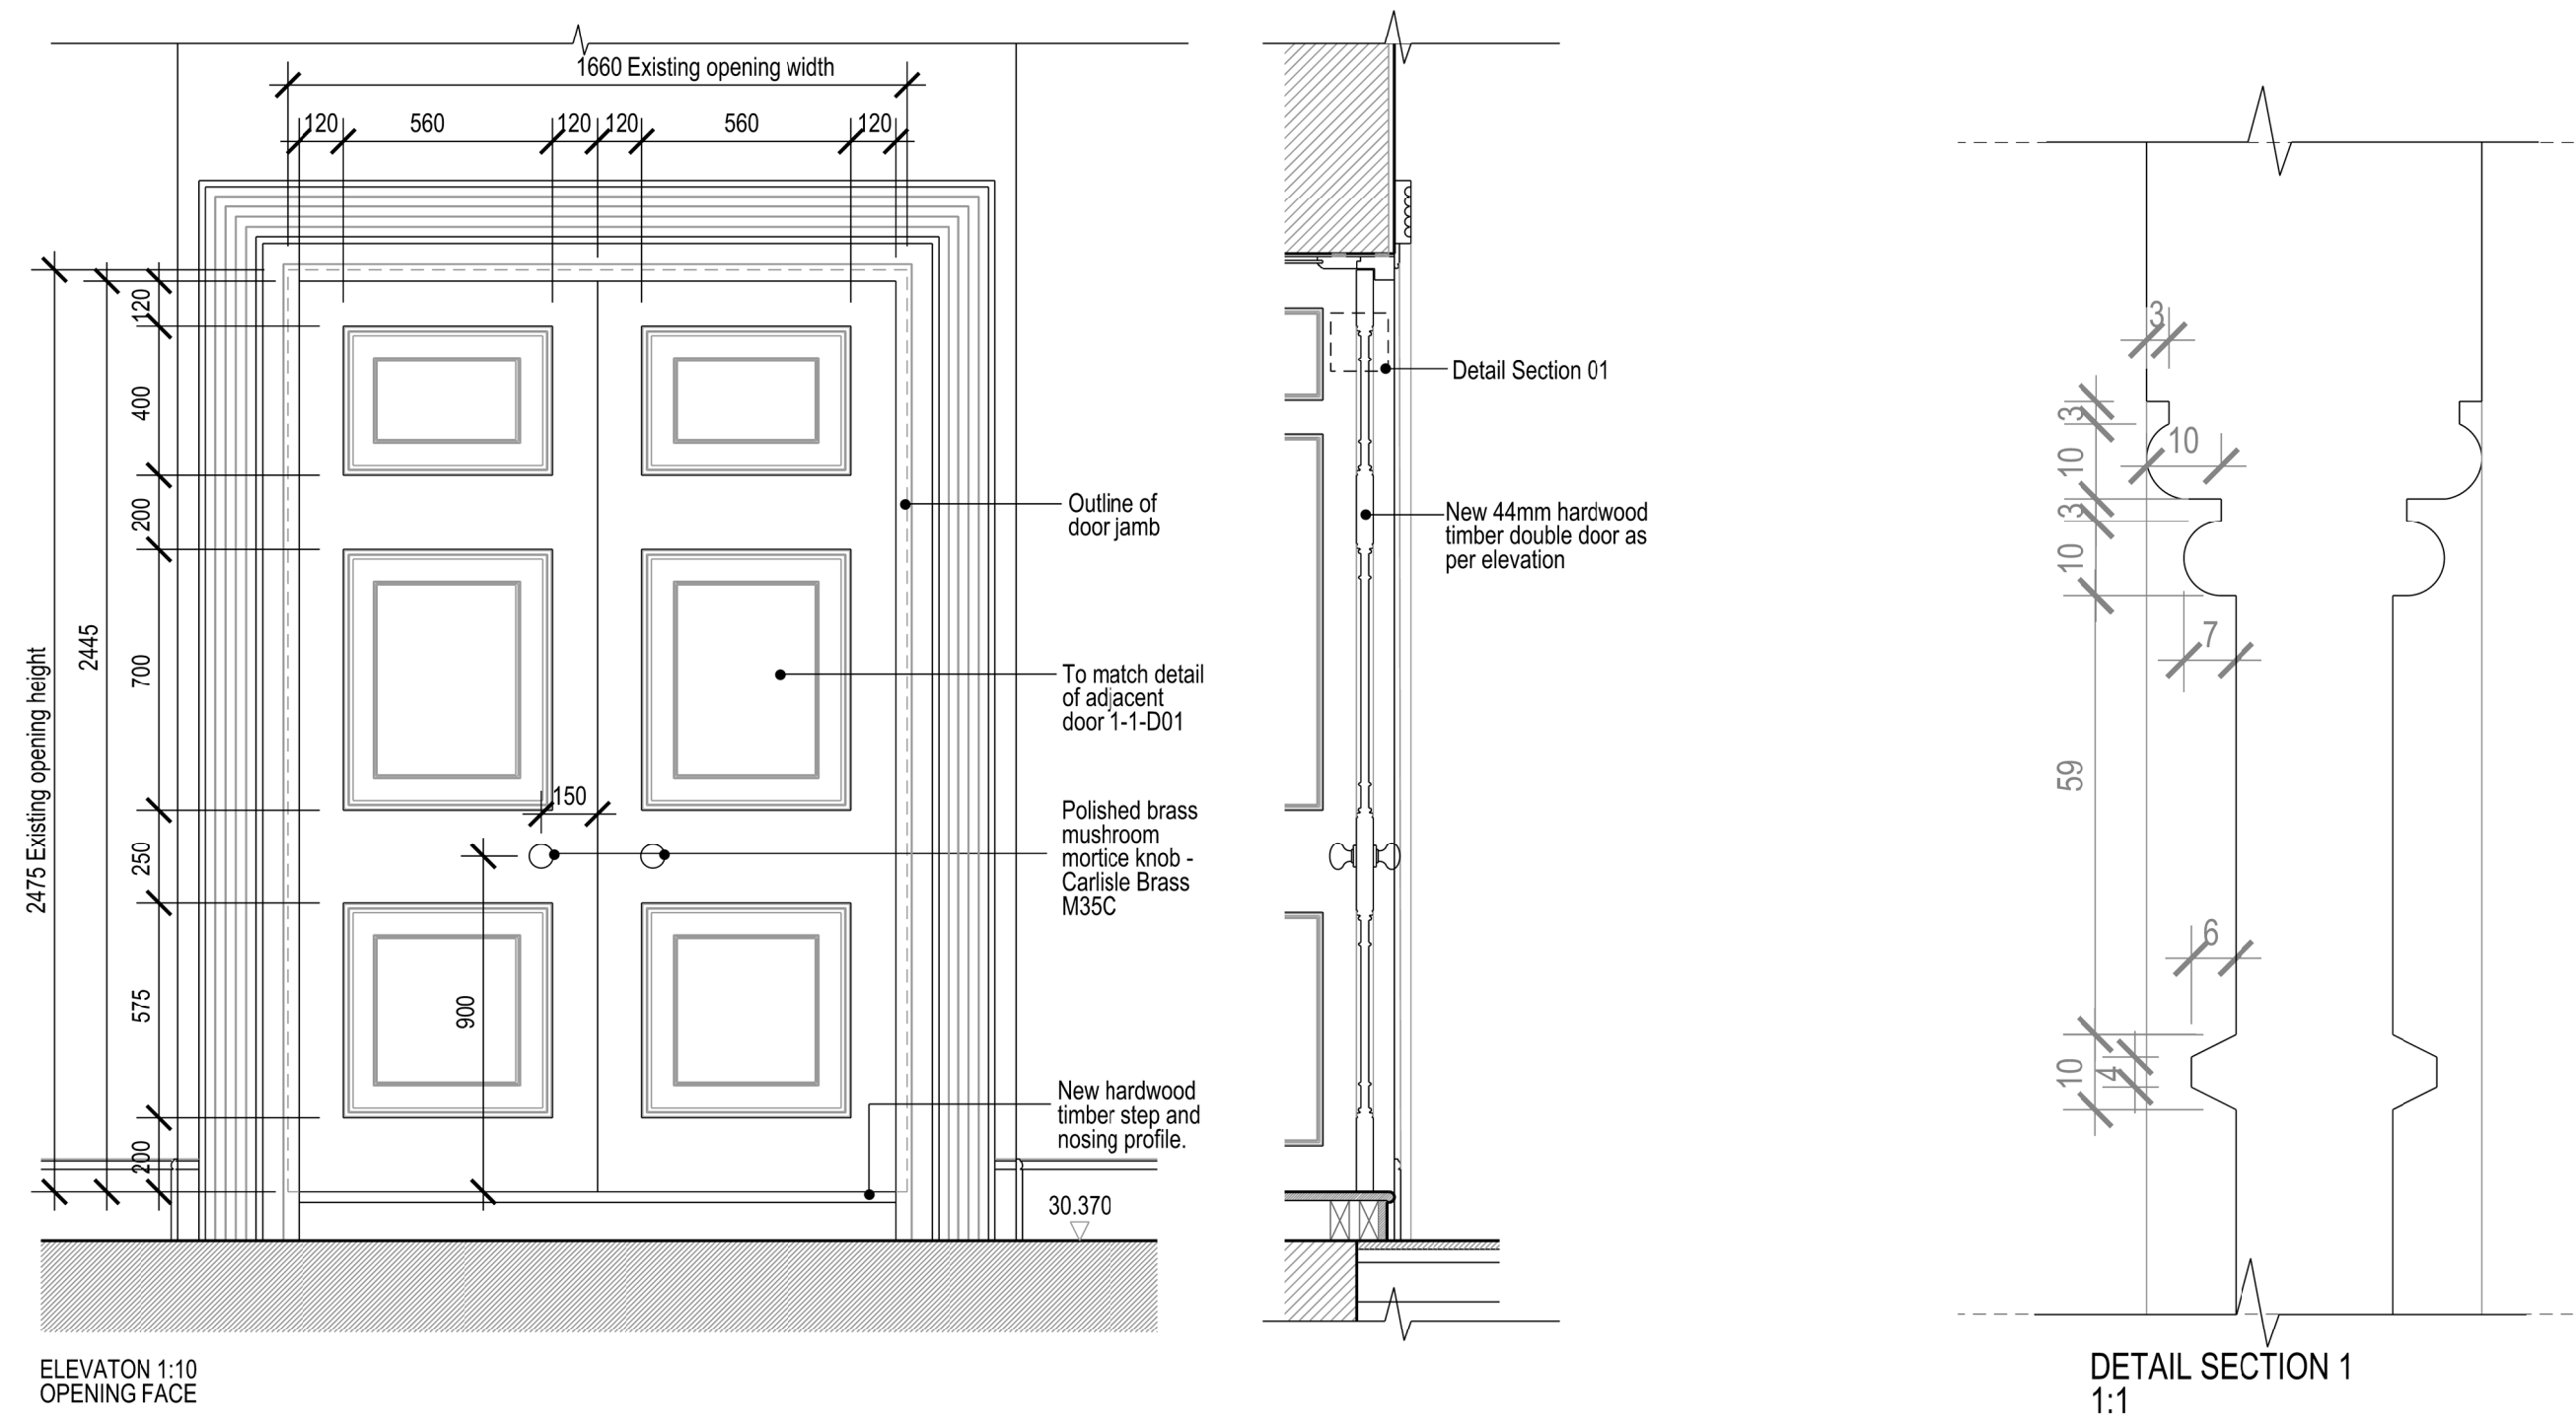 1660 Existing opening width
120 560 120 120 560 120
120
400
200
700
250
575
200
2445
2475 Existing opening height
150
900
Outline of
door jamb
To match detail
of adjacent
door 1-1-D01
Polished brass
mushroom
mortice knob -
Carlisle Brass
M35C
New hardwood
timber step and
nosing profile.
30.370
ELEVATON 1:10
OPENING FACE
Detail Section 01
New 44mm hardwood
timber double door as
per elevation
3
3
10
10
3
10
7
59
6
10
4
DETAIL SECTION 1
1:1